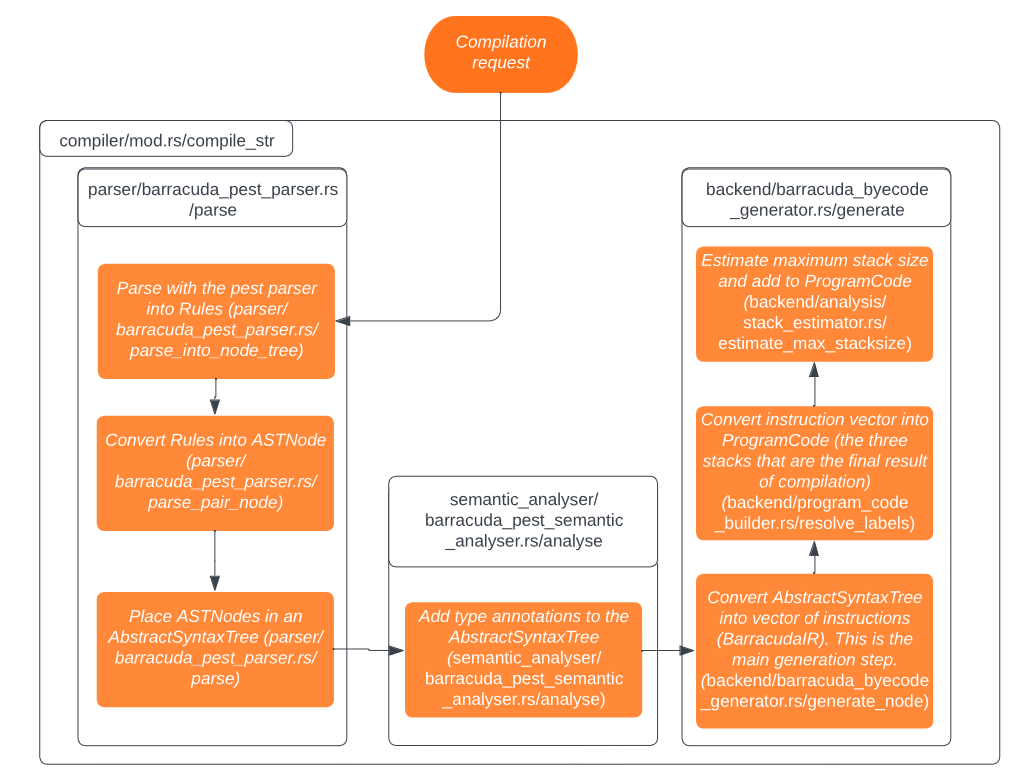 Compilation
request
compiler/mod.rs/compile_str
parser/barracuda_pest_parser.rs
/parse
Parse with the pest parser
into Rules (parser/
barracuda_pest_parser.rs/
parse_into_node_tree)
Convert Rules into ASTNode
(parser/
barracuda_pest_parser.rs/
parse_pair_node)
Place ASTNodes in an
AbstractSyntaxTree (parser/
barracuda_pest_parser.rs/
parse)
semantic_analyser/
barracuda_pest_semantic
_analyser.rs/analyse
Add type annotations to the
AbstractSyntaxTree
(semantic_analyser/
barracuda_pest_semantic
_analyser.rs/analyse)
backend/barracuda_byecode
_generator.rs/generate
Estimate maximum stack size
and add to ProgramCode
(backend/analysis/
stack_estimator.rs/
estimate_max_stacksize)
Convert instruction vector into
ProgramCode (the three
stacks that are the final result
of compilation)
(backend/program_code
_builder.rs/resolve_labels)
Convert AbstractSyntaxTree
into vector of instructions
(BarracudaIR). This is the
main generation step.
(backend/barracuda_byecode
_generator.rs/generate_node)